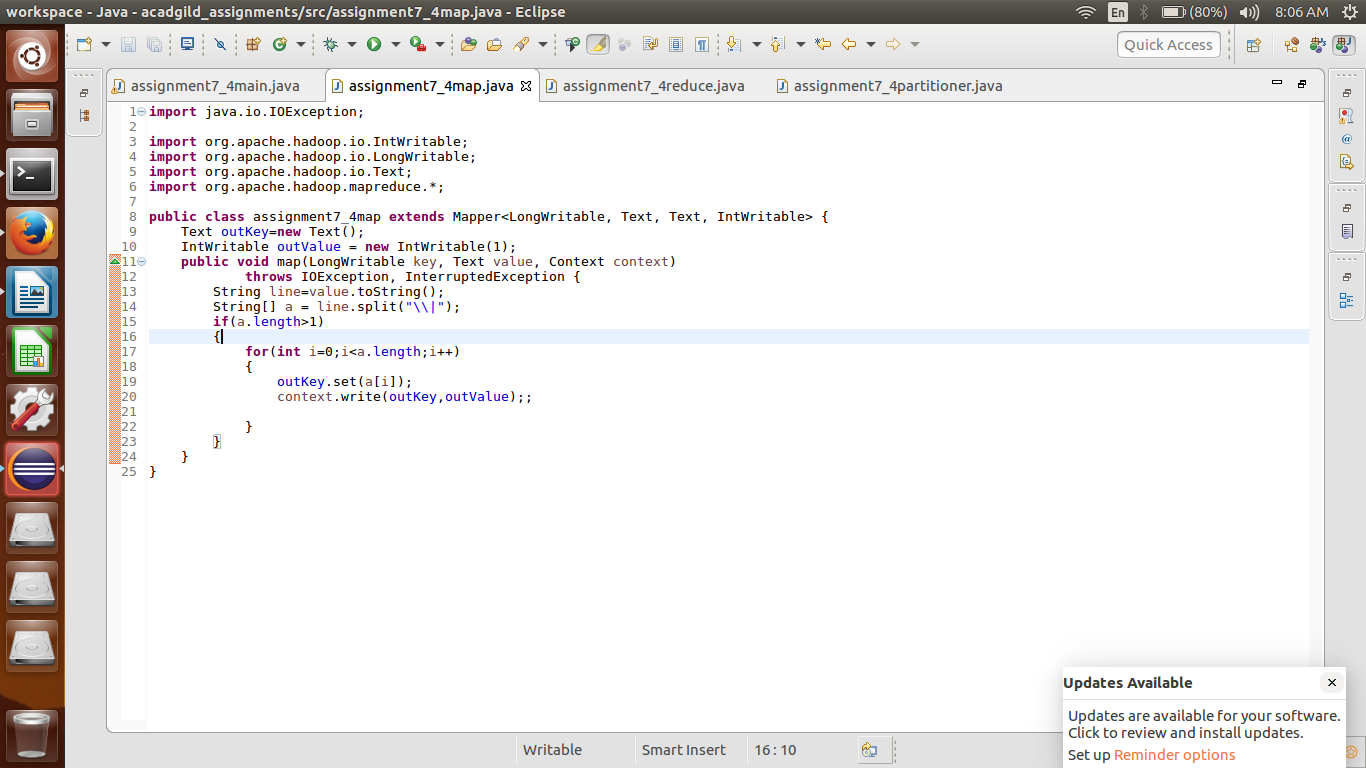 workspace - Java - acadgild_assignments/src/assignment7_4map.java - Eclipse
En
(80%)
8:06 AM
Quick Access
assignment7_4main.java
assignment7_4map.java
assignment7_4reduce.java
assignment7_4partitioner.java
1 import java.io.IOException;
2
3 import org.apache.hadoop.io.IntWritable;
4 import org.apache.hadoop.io.LongWritable;
5 import org.apache.hadoop.io.Text;
6 import org.apache.hadoop.mapreduce.*;
7
8 public class assignment7_4map extends Mapper<LongWritable, Text, Text, IntWritable> {
9 Text outKey=new Text();
10 IntWritable outValue = new IntWritable(1);
11 public void map(LongWritable key, Text value, Context context)
12 throws IOException, InterruptedException {
13 String line=value.toString();
14 String[] a = line.split("\\|");
15 if(a.length>1)
16 {
17 for(int i=0;i<a.length;i++)
18 {
19 outKey.set(a[i]);
20 context.write(outKey,outValue);;
21
22 }
23 }
24 }
25 }
Updates Available
Updates are available for your software.
Click to review and install updates.
Set up Reminder options
Writable
Smart Insert
16 : 10